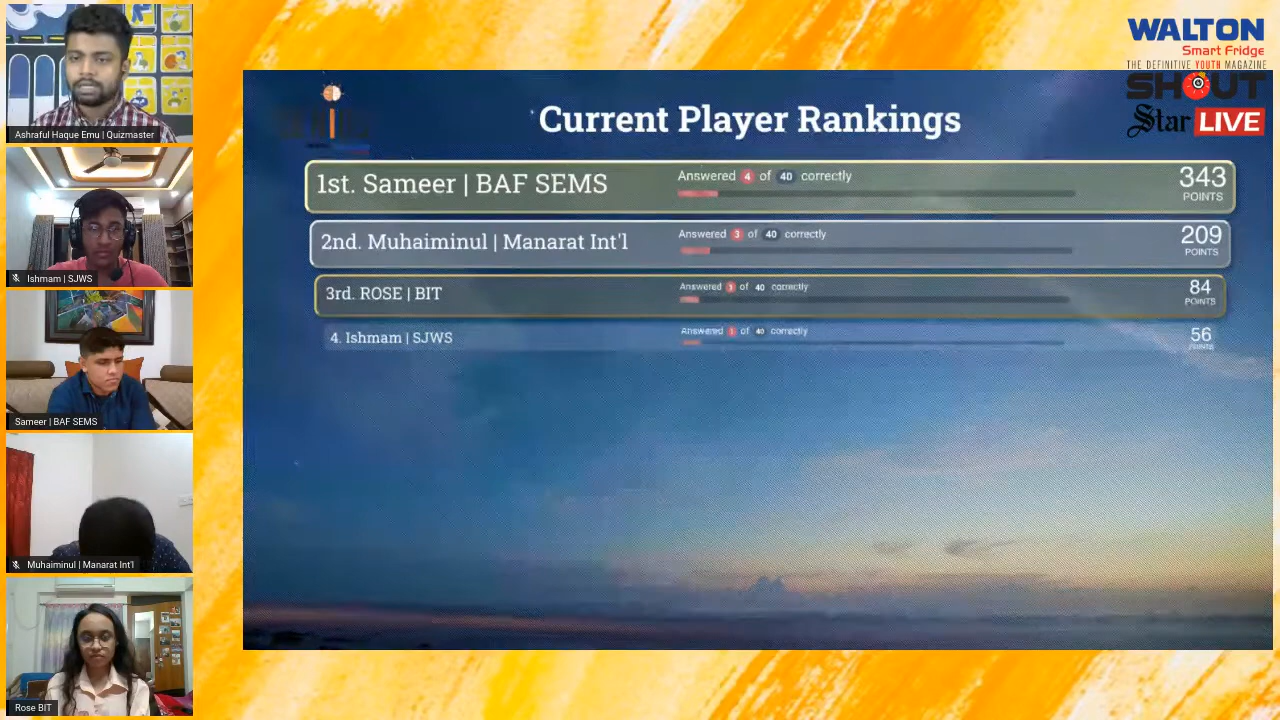 Ashraful Haque Emu | Quizmaster
Ishmam | SJWS
Sameer | BAF SEMS
Muhaiminul | Manarat Int'l
Rose BIT
WALTON
Smart Fridge
THE DEFINITIVE YOUTH MAGAZINE
SHOUT
Star LIVE
Current Player Rankings
1st. Sameer | BAF SEMS
Answered 4 of 40 correctly
343
POINTS
2nd. Muhaiminul | Manarat Int'l
Answered 3 of 40 correctly
209
POINTS
3rd. ROSE | BIT
Answered of 40 correctly
84
POINTS
4. Ishmam | SJWS
Answered of 40 correctly
56
POINTS